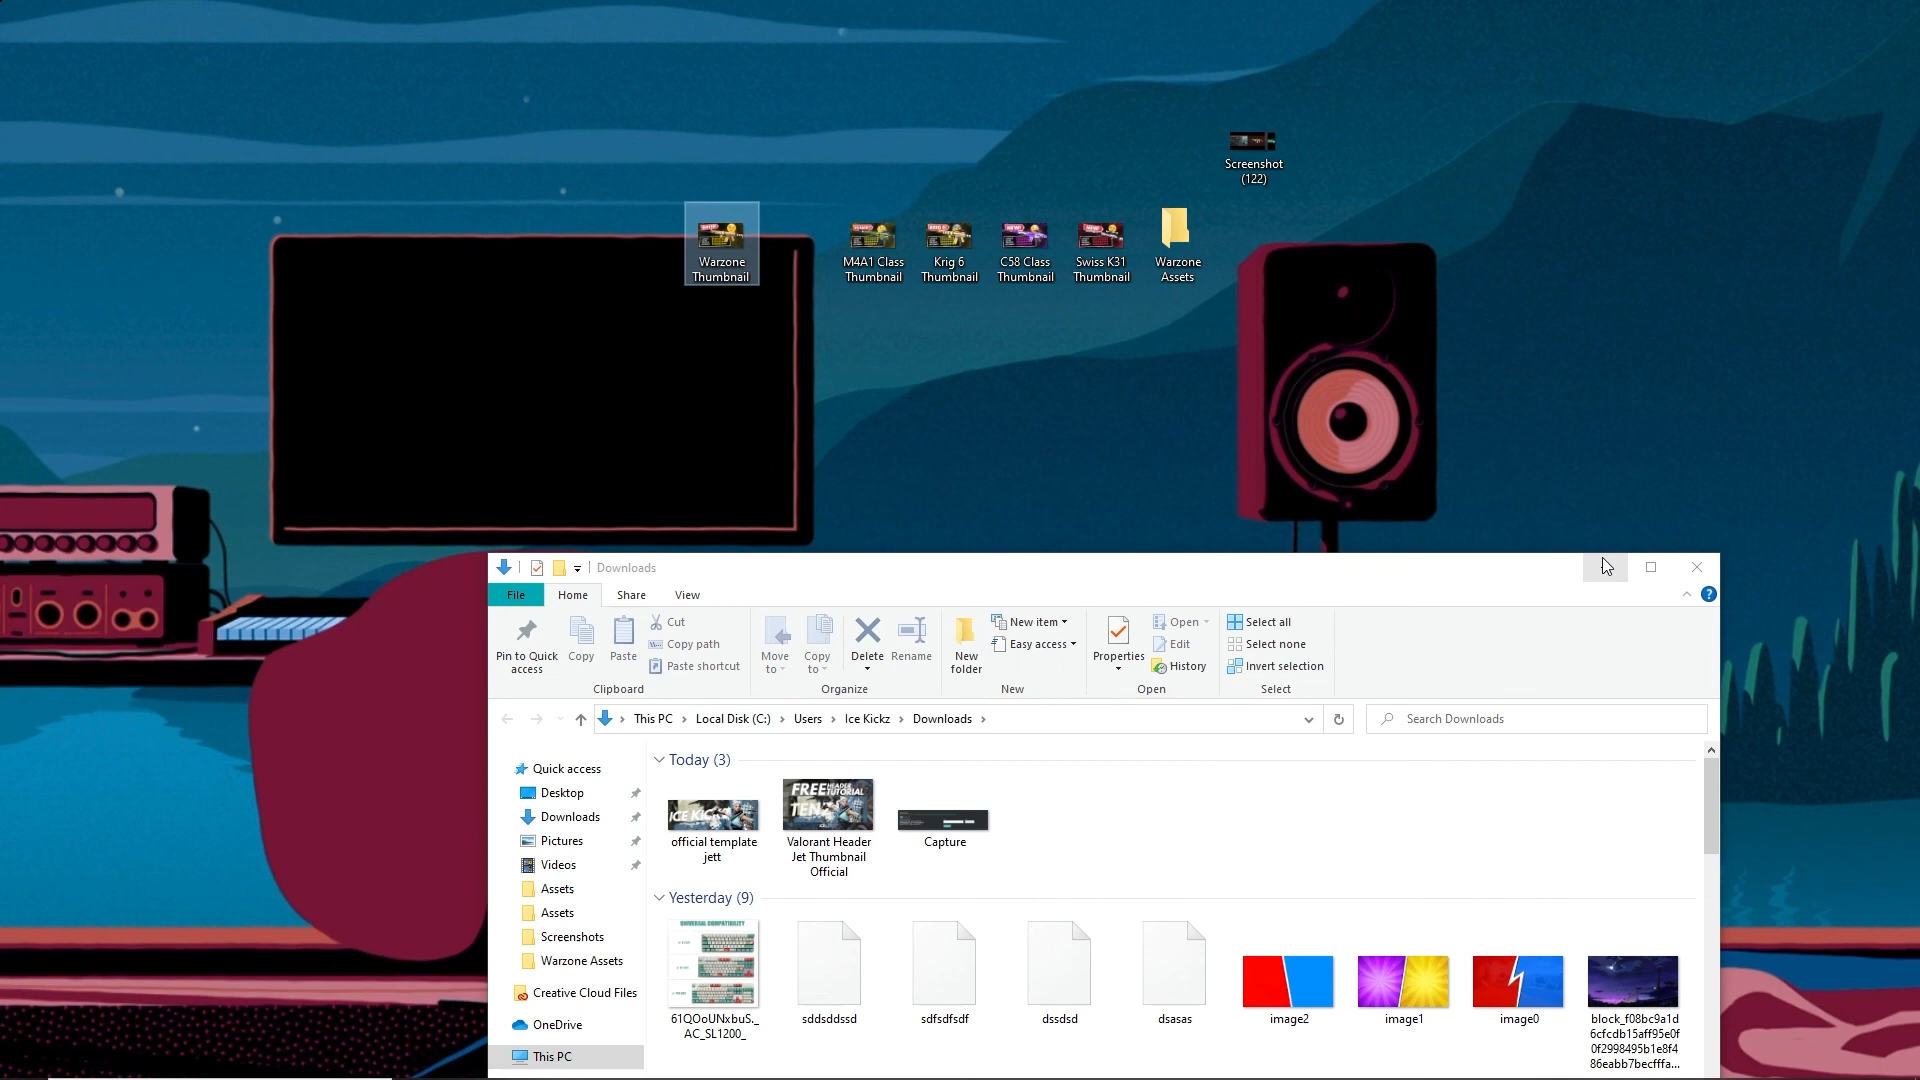 Screenshot
(122)
Warzone
Thumbnail
M4A1 Class
Thumbnail
Krig 6
Thumbnail
C58 Class
Thumbnail
Swiss K31
Thumbnail
Warzone
Assets
Downloads
File
Home
Share
View
Pin to Quick
access
Copy
Paste
Cut
Copy path
Paste shortcut
Clipboard
Move
to
Copy
to
Delete
Rename
Organize
New
folder
New item
Easy access
New
Properties
Open
Edit
History
Open
Select all
Select none
Invert selection
Select
This PC
Local Disk (C:)
Users
Ice Kickz
Downloads
Search Downloads
Quick access
Desktop
Downloads
Pictures
Videos
Assets
Assets
Screenshots
Warzone Assets
Creative Cloud Files
OneDrive
This PC
Today (3)
official template
jett
FREE HEADER
TUTORIAL
Valorant Header
Jet Thumbnail
Official
Capture
Yesterday (9)
UNIVERSAL COMPATIBILITY
61QOoUNxbuS._
AC_SL1200_
sddsddssd
sdfsdfsdf
dssdsd
dsasas
image2
image1
image0
block_f08bc9a1d
6cfcdb15aff95e0f
0f2998495b1e8f4
86eabb7becfffa...